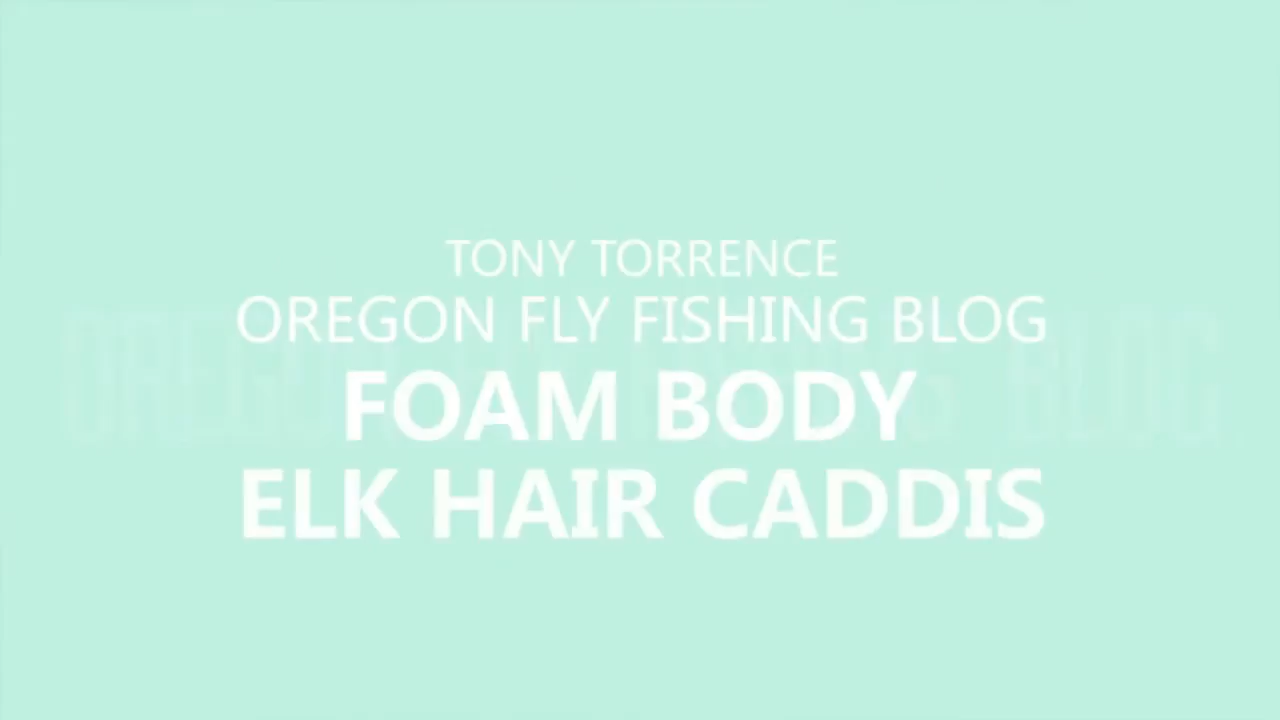 TONY TORRENCE
OREGON FLY FISHING BLOG
FOAM BODY
ELK HAIR CADDIS